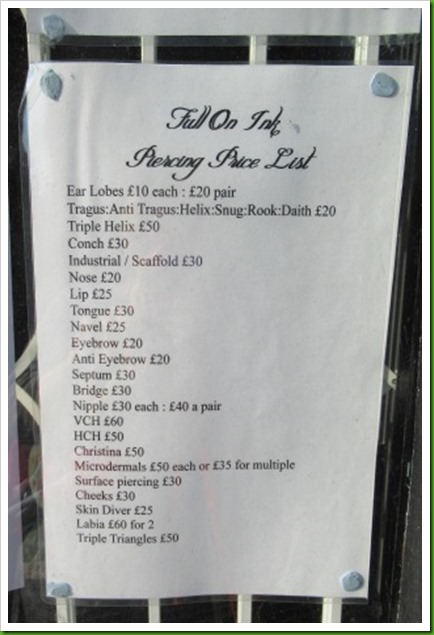 Full On Ink
Piercing Price List
Ear Lobes £10 each : £20 pair
Tragus:Anti Tragus:Helix:Snug:Rook:Daith £20
Triple Helix £50
Conch £30
Industrial / Scaffold £30
Nose £20
Lip £25
Tongue £30
Navel £25
Eyebrow £20
Anti Eyebrow £20
Septum £30
Bridge £30
Nipple £30 each : £40 a pair
VCH £60
HCH £50
Christina £50
Microdermals £50 each or £35 for multiple
Surface piercing £30
Cheeks £30
Skin Diver £25
Labia £60 for 2
Triple Triangles £50